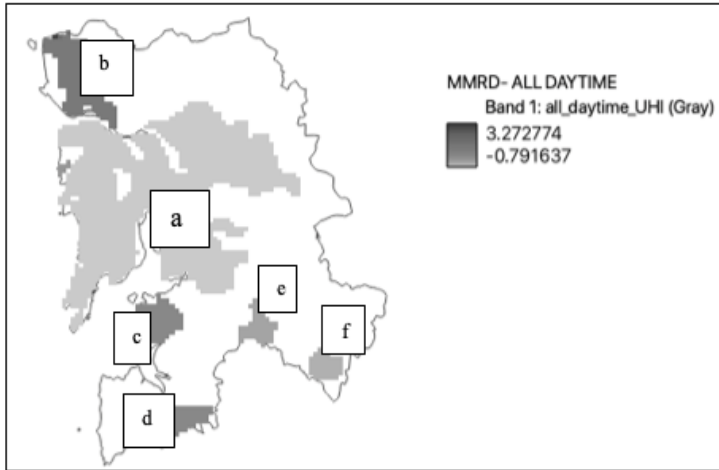 b
MMRD- ALL DAYTIME
Band 1: all_daytime_UHI (Gray)
3.272774
-0.791637
a
e
f
c
d